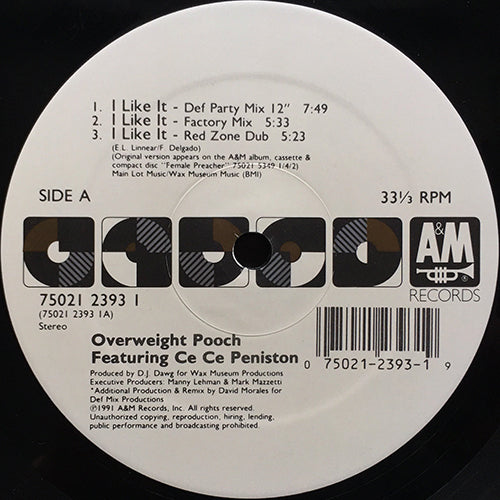 1. I Like It - Def Party Mix 12" 7:49
2. I Like It - Factory Mix 5:33
3. I Like It - Red Zone Dub 5:23
(E.L. Linnear/F. Delgado)
(Original version appears on the A&M album, cassette &
compact disc "Female Preacher" 75021 5349 1/4/2)
Main Lot Music/Wax Museum Music (BMI)
SIDE A
33⅓ RPM
A&M
RECORDS
75021 2393 1
(75021 2393 1A)
Stereo
Overweight Pooch
Featuring Ce Ce Peniston
0 75021-2393-1 9
Produced by D.J. Dawg for Wax Museum Productions
Executive Producers: Manny Lehman & Mark Mazzetti
*Additional Production & Remix by David Morales for
Def Mix Productions
℗1991 A&M Records, Inc. All rights reserved.
Unauthorized copying, reproduction, hiring, lending,
public performance and broadcasting prohibited.